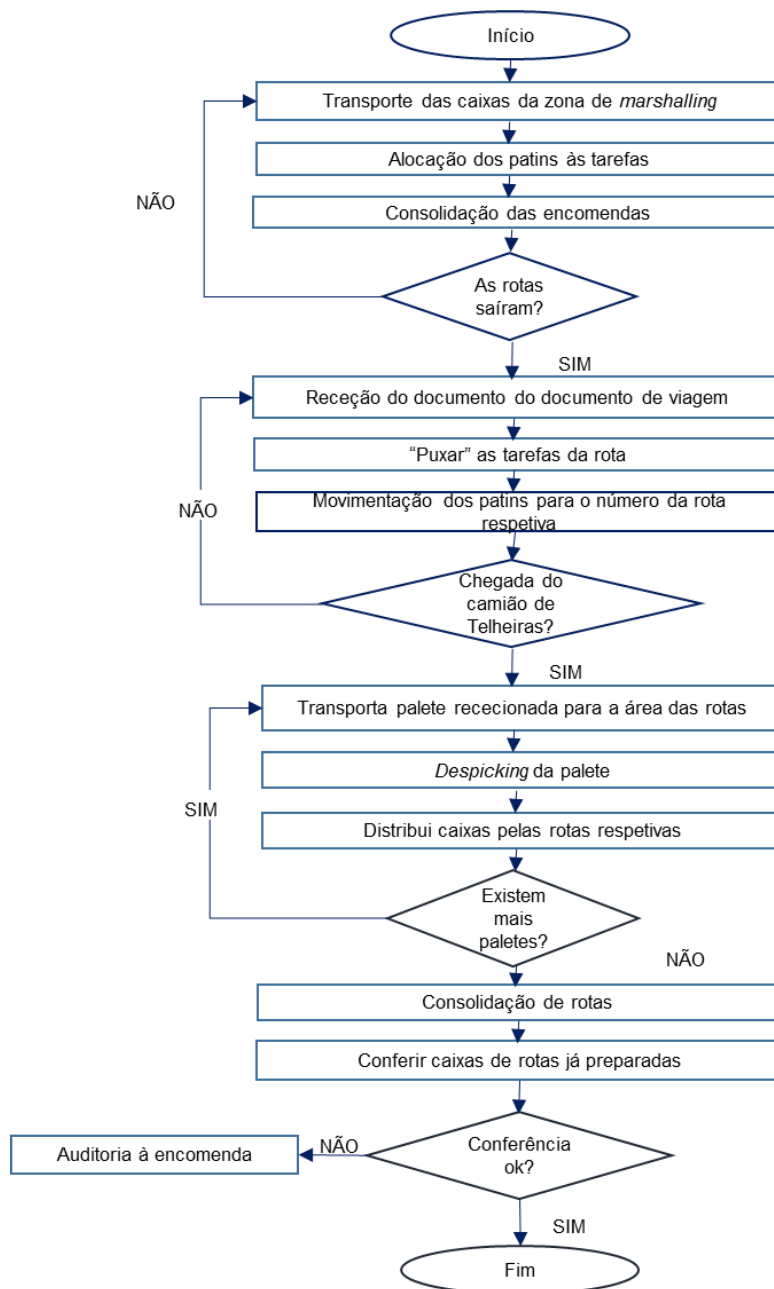 Início
Transporte das caixas da zona de marshalling
Alocação dos patins às tarefas
NÃO
Consolidação das encomendas
As rotas
saíram?
SIM
Receção do documento do documento de viagem
“Puxar” as tarefas da rota
NÃO
Movimentação dos patins para o número da rota
respetiva
Chegada do
camião de
Telheiras?
SIM
Transporta palete rececionada para a área das rotas
Despicking da palete
SIM
Distribui caixas pelas rotas respetivas
Existem
mais
paletes?
NÃO
Consolidação de rotas
Conferir caixas de rotas já preparadas
Auditoria à encomenda
NÃO
Conferência
ok?
SIM
Fim